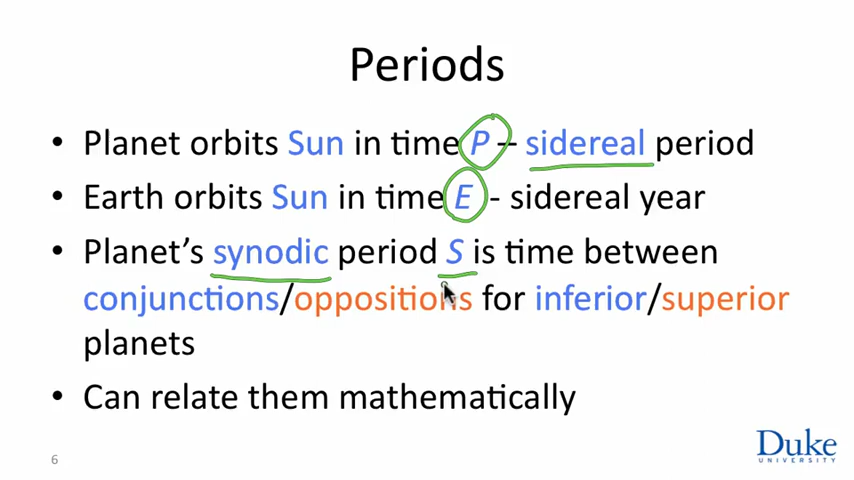 Periods
• Planet orbits Sun in time P – sidereal period
• Earth orbits Sun in time E - sidereal year
• Planet's synodic period S is time between
conjunctions/oppositions for inferior/superior
planets
• Can relate them mathematically
6
Duke
UNIVERSITY